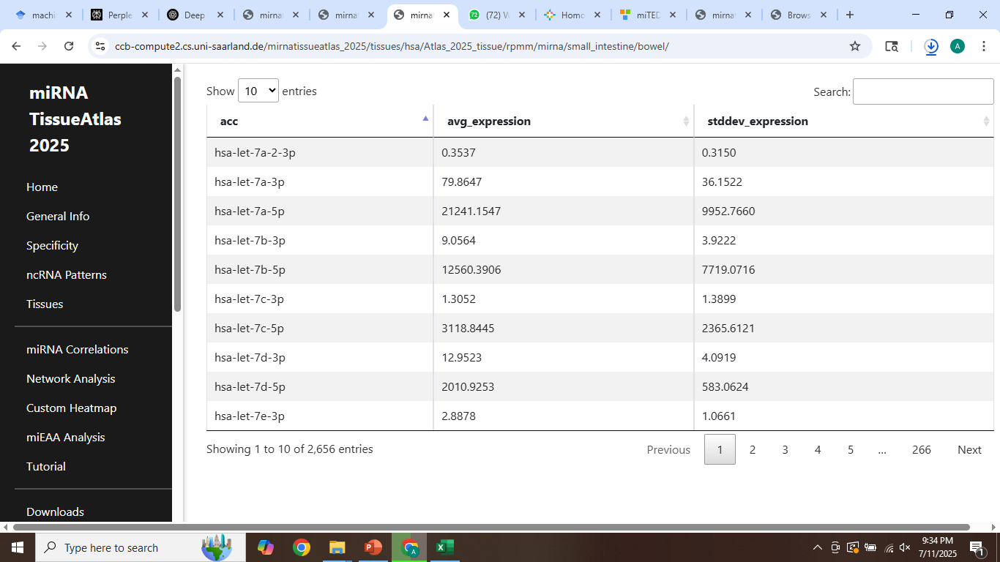 machi
Perple
Deep
mirna
mirna
mirna
(72) W
Homo
miTED
mirna
Brows
ccb-compute2.cs.uni-saarland.de/mirnatissueatlas_2025/tissues/hsa/Atlas_2025_tissue/rpmm/mirna/small_intestine/bowel/
A
miRNA
TissueAtlas
2025
Home
General Info
Specificity
ncRNA Patterns
Tissues
miRNA Correlations
Network Analysis
Custom Heatmap
miEAA Analysis
Tutorial
Downloads
Show 10 entries
Search:
acc avg_expression stddev_expression
hsa-let-7a-2-3p 0.3537 0.3150
hsa-let-7a-3p 79.8647 36.1522
hsa-let-7a-5p 21241.1547 9952.7660
hsa-let-7b-3p 9.0564 3.9222
hsa-let-7b-5p 12560.3906 7719.0716
hsa-let-7c-3p 1.3052 1.3899
hsa-let-7c-5p 3118.8445 2365.6121
hsa-let-7d-3p 12.9523 4.0919
hsa-let-7d-5p 2010.9253 583.0624
hsa-let-7e-3p 2.8878 1.0661
Showing 1 to 10 of 2,656 entries
Previous 1 2 3 4 5 ... 266 Next
Type here to search
9:34 PM
7/11/2025
1